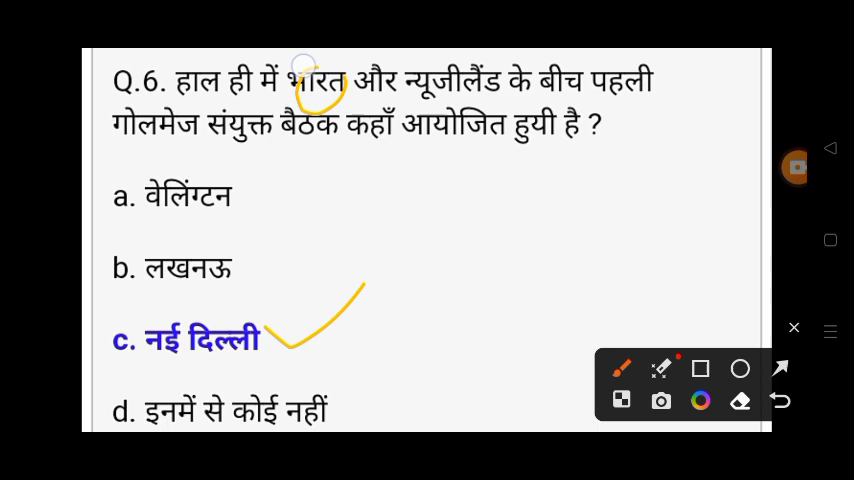 Q.6. हाल ही में भारत और न्यूजीलैंड के बीच पहली
गोलमेज संयुक्त बैठक कहाँ आयोजित हुयी है ?
a. वेलिंग्टन
b. लखनऊ
c. नई दिल्ली
d. इनमें से कोई नहीं